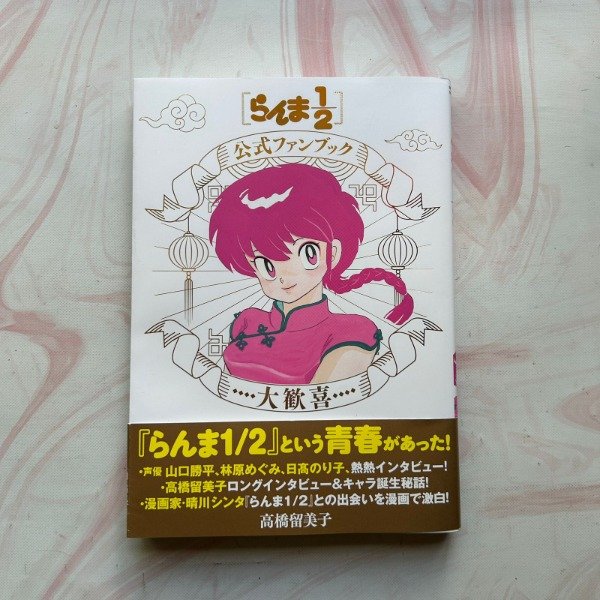 [らんま1/2]
公式ファンブック
大歓喜
『らんま1/2』という青春があった!
・声優 山口勝平、林原めぐみ、日髙のり子、熱熱インタビュー!
・高橋留美子ロングインタビュー&キャラ誕生秘話!
・漫画家・晴川シンタ『らんま1/2』との出会いを漫画で激白!
高橋留美子